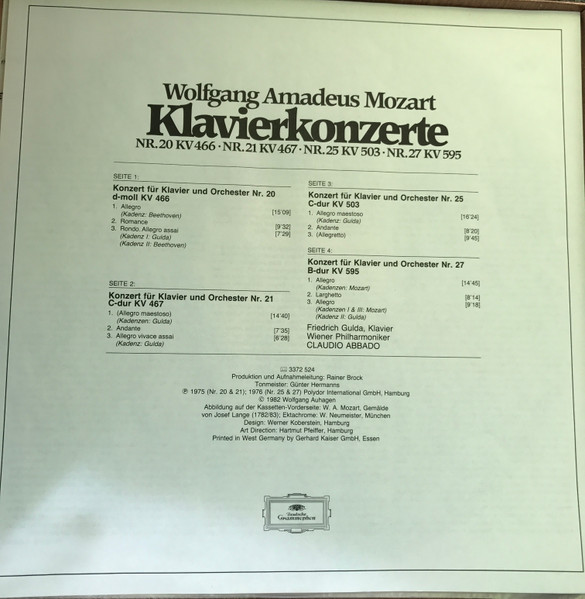 Wolfgang Amadeus Mozart
Klavierkonzerte
NR. 20 KV 466 · NR. 21 KV 467 · NR. 25 KV 503 · NR. 27 KV 595
SEITE 1:
Konzert für Klavier und Orchester Nr. 20
d-moll KV 466
1. Allegro [15'09]
(Kadenz: Beethoven)
2. Romance [9'32]
3. Rondo. Allegro assai [7'29]
(Kadenz I: Gulda)
(Kadenz II: Beethoven)
SEITE 2:
Konzert für Klavier und Orchester Nr. 21
C-dur KV 467
1. (Allegro maestoso) [14'40]
(Kadenzen: Gulda)
2. Andante [7'35]
3. Allegro vivace assai [6'28]
(Kadenz: Gulda)
SEITE 3:
Konzert für Klavier und Orchester Nr. 25
C-dur KV 503
1. Allegro maestoso [16'24]
(Kadenz: Gulda)
2. Andante [8'20]
3. (Allegretto) [9'45]
SEITE 4:
Konzert für Klavier und Orchester Nr. 27
B-dur KV 595
1. Allegro [14'45]
(Kadenzen: Mozart)
2. Larghetto [8'14]
3. Allegro [9'18]
(Kadenzen I & III: Mozart)
(Kadenz II: Gulda)
Friedrich Gulda, Klavier
Wiener Philharmoniker
CLAUDIO ABBADO
3372 524
Produktion und Aufnahmeleitung: Rainer Brock
Tonmeister: Günter Hermanns
℗ 1975 (Nr. 20 & 21); 1976 (Nr. 25 & 27) Polydor International GmbH, Hamburg
© 1982 Wolfgang Auhagen
Abbildung auf der Kassetten-Vorderseite: W. A. Mozart, Gemälde
von Josef Lange (1782/83); Ektachrome: W. Neumeister, München
Design: Werner Koberstein, Hamburg
Art Direction: Hartmut Pfeiffer, Hamburg
Printed in West Germany by Gerhard Kaiser GmbH, Essen
Deutsche
Grammophon